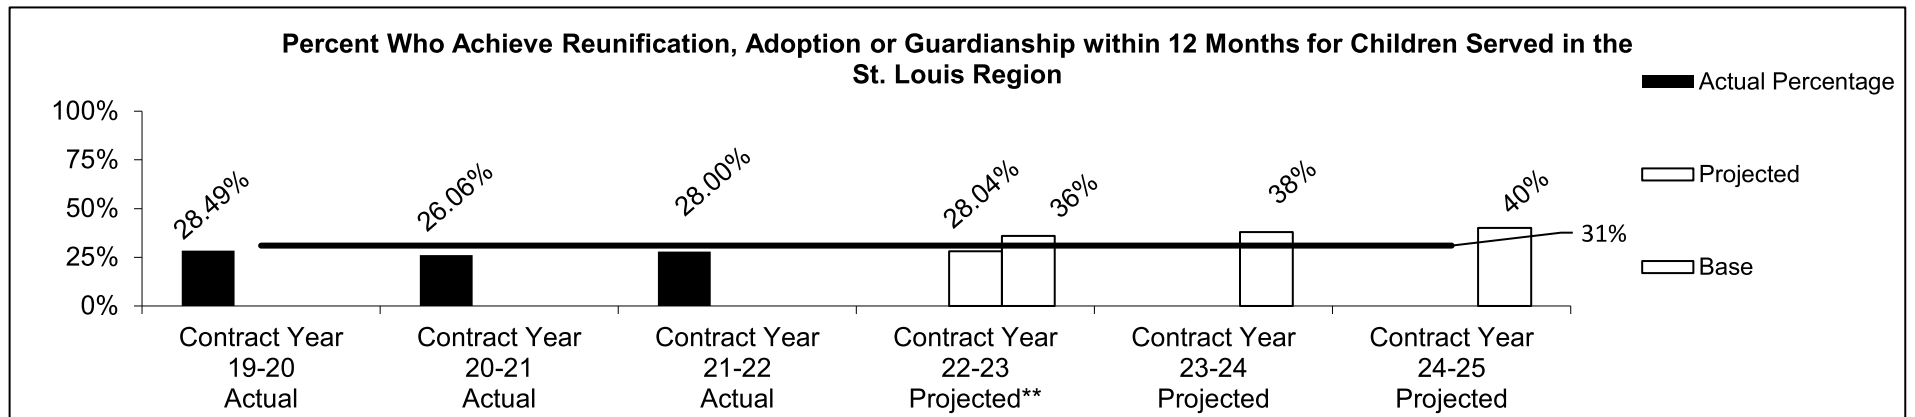 Percent Who Achieve Reunification, Adoption or Guardianship within 12 Months for Children Served in the
St. Louis Region
Actual Percentage
Projected
Base
100%
75%
50%
25%
0%
28.49%
26.06%
28.00%
28.04%
36%
38%
40%
31%
Contract Year
19-20
Actual
Contract Year
20-21
Actual
Contract Year
21-22
Actual
Contract Year
22-23
Projected**
Contract Year
23-24
Projected
Contract Year
24-25
Projected